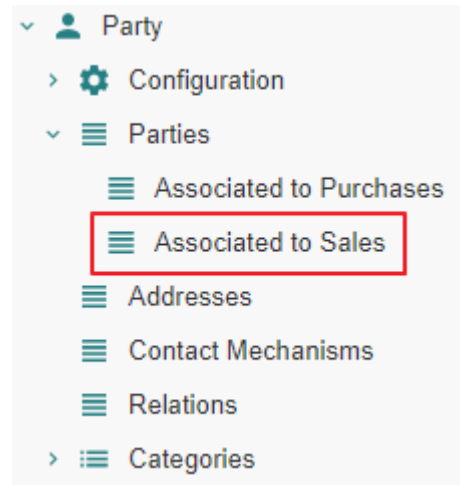 Party
Configuration
Parties
Associated to Purchases
Associated to Sales
Addresses
Contact Mechanisms
Relations
Categories